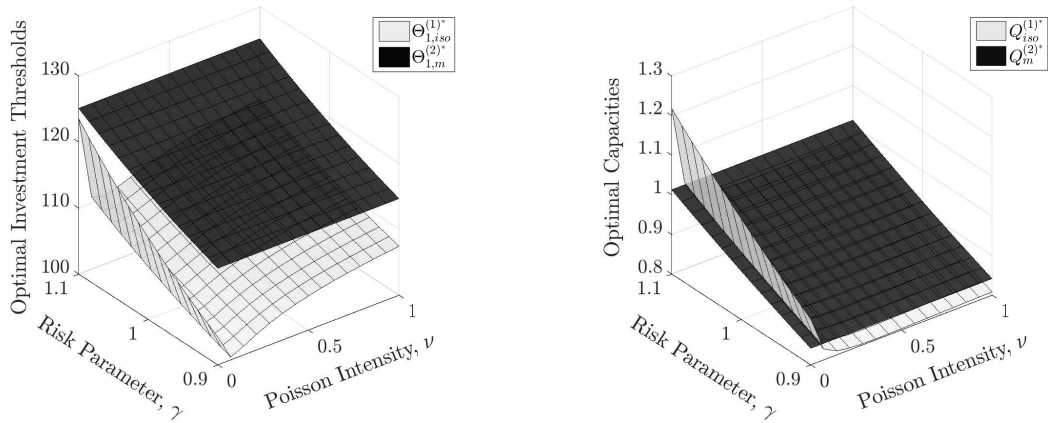 Θ_{1,iso}^{(1)*}
Θ_{1,m}^{(2)*}
Optimal Investment Thresholds
130
120
110
100
1.1
1
0.9
Risk Parameter, γ
0
0.5
1
Poisson Intensity, ν
Q_{iso}^{(1)*}
Q_{m}^{(2)*}
Optimal Capacities
1.3
1.2
1.1
1
0.9
0.8
1.1
1
0.9
Risk Parameter, γ
0
0.5
1
Poisson Intensity, ν